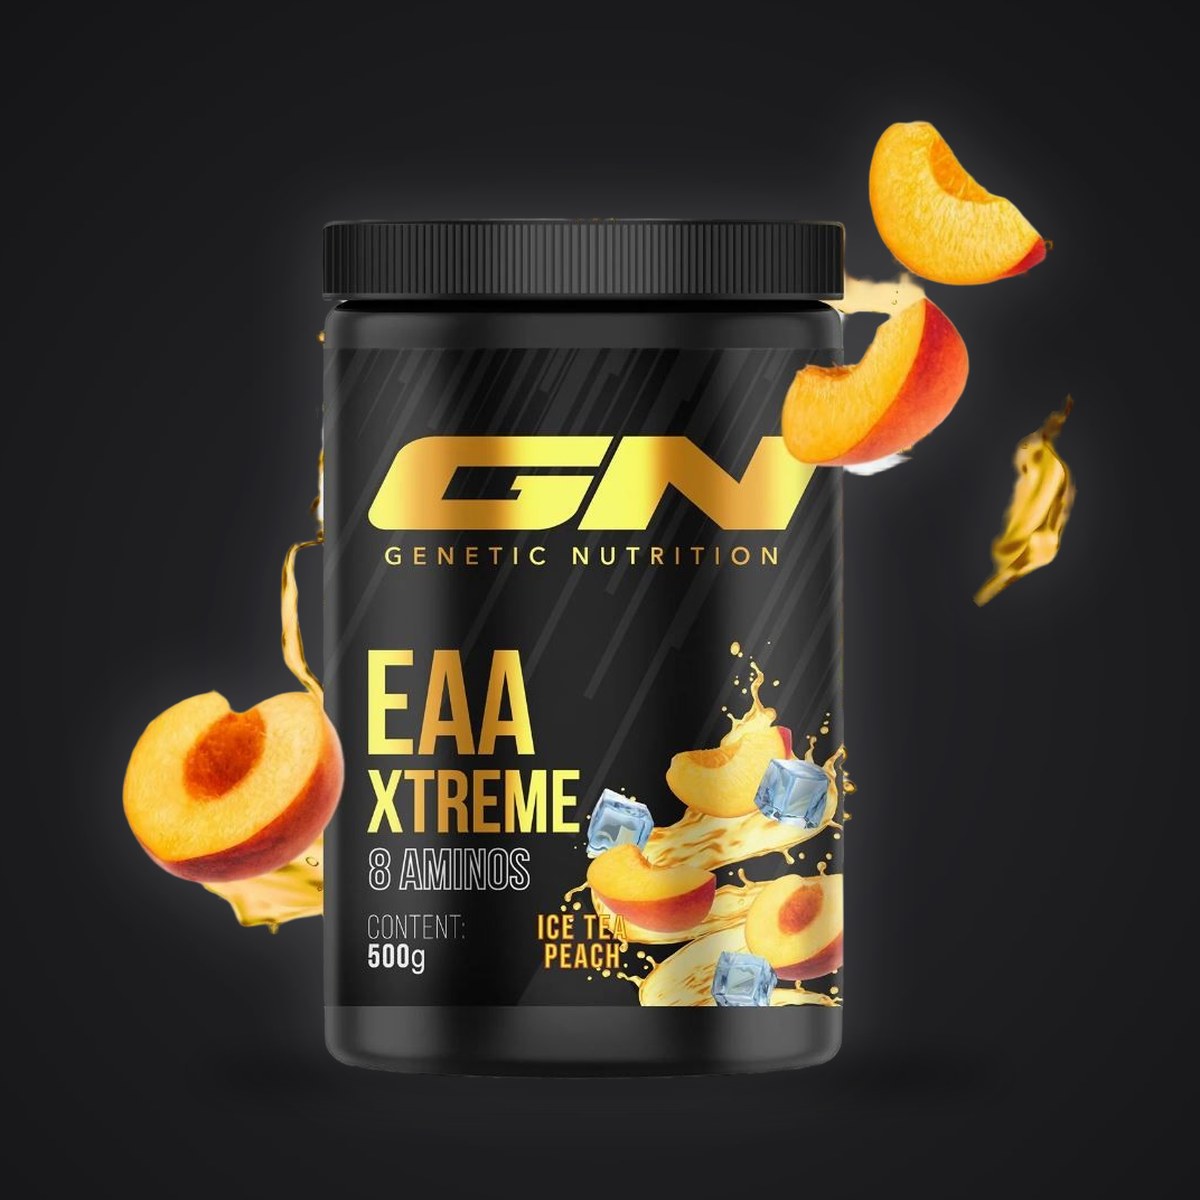 GN
GENETIC NUTRITION
EAA
XTREME
8 AMINOS
CONTENT:
500g
ICE TEA
PEACH